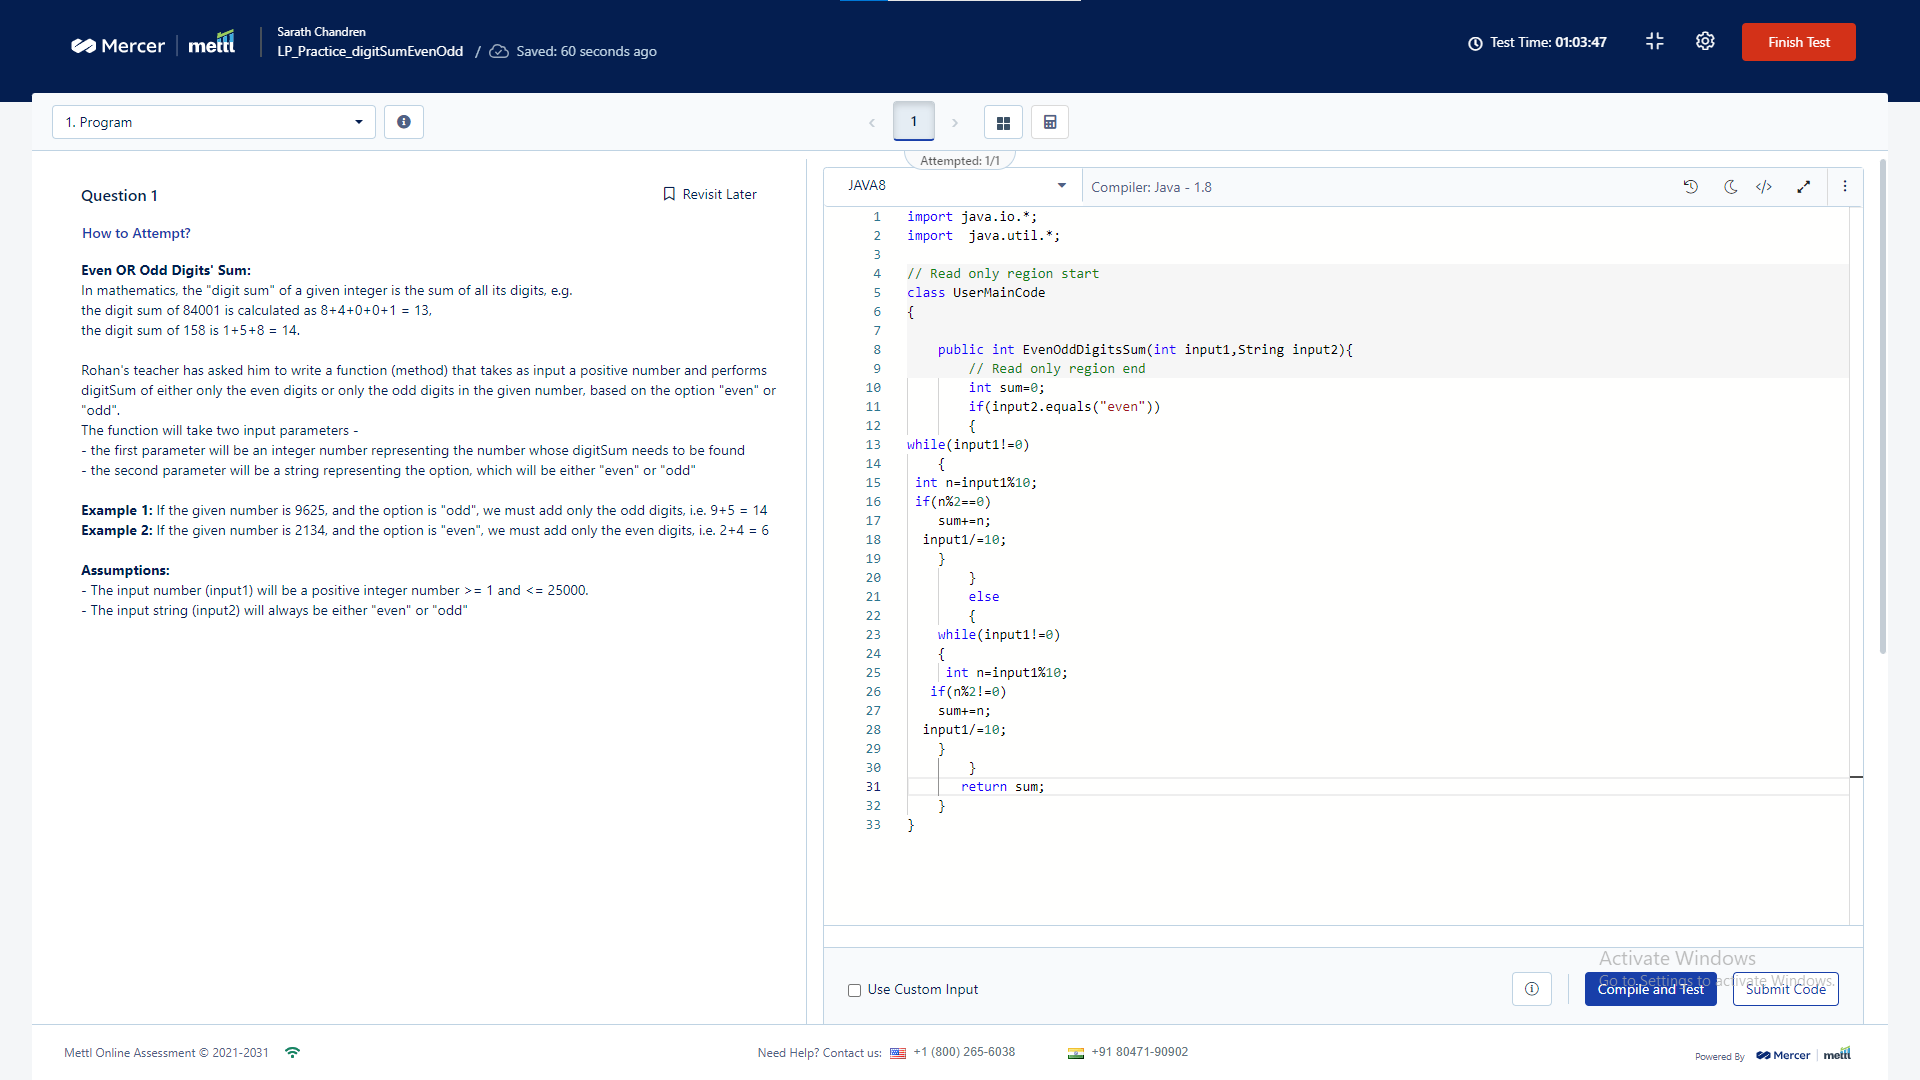 Mercer mettl
Sarath Chandren
LP_Practice_digitSumEvenOdd / Saved: 60 seconds ago
Test Time: 01:03:47
Finish Test
1. Program
1
Attempted: 1/1
Question 1
Revisit Later
How to Attempt?
Even OR Odd Digits' Sum:
In mathematics, the "digit sum" of a given integer is the sum of all its digits, e.g.
the digit sum of 84001 is calculated as 8+4+0+0+1 = 13,
the digit sum of 158 is 1+5+8 = 14.
Rohan's teacher has asked him to write a function (method) that takes as input a positive number and performs
digitSum of either only the even digits or only the odd digits in the given number, based on the option "even" or
"odd".
The function will take two input parameters -
- the first parameter will be an integer number representing the number whose digitSum needs to be found
- the second parameter will be a string representing the option, which will be either "even" or "odd"
Example 1: If the given number is 9625, and the option is "odd", we must add only the odd digits, i.e. 9+5 = 14
Example 2: If the given number is 2134, and the option is "even", we must add only the even digits, i.e. 2+4 = 6
Assumptions:
- The input number (input1) will be a positive integer number >= 1 and <= 25000.
- The input string (input2) will always be either "even" or "odd"
JAVA8
Compiler: Java - 1.8
1 import java.io.*;
2 import  java.util.*;
3
4 // Read only region start
5 class UserMainCode
6 {
7
8     public int EvenOddDigitsSum(int input1,String input2){
9         // Read only region end
10         int sum=0;
11         if(input2.equals("even"))
12         {
13 while(input1!=0)
14     {
15  int n=input1%10;
16  if(n%2==0)
17     sum+=n;
18   input1/=10;
19     }
20         }
21         else
22         {
23     while(input1!=0)
24     {
25      int n=input1%10;
26    if(n%2!=0)
27     sum+=n;
28   input1/=10;
29     }
30         }
31        return sum;
32     }
33 }
Activate Windows
Go to Settings to activate Windows.
Use Custom Input
Compile and Test
Submit Code
Mettl Online Assessment © 2021-2031
Need Help? Contact us: +1 (800) 265-6038
+91 80471-90902
Powered By Mercer mettl